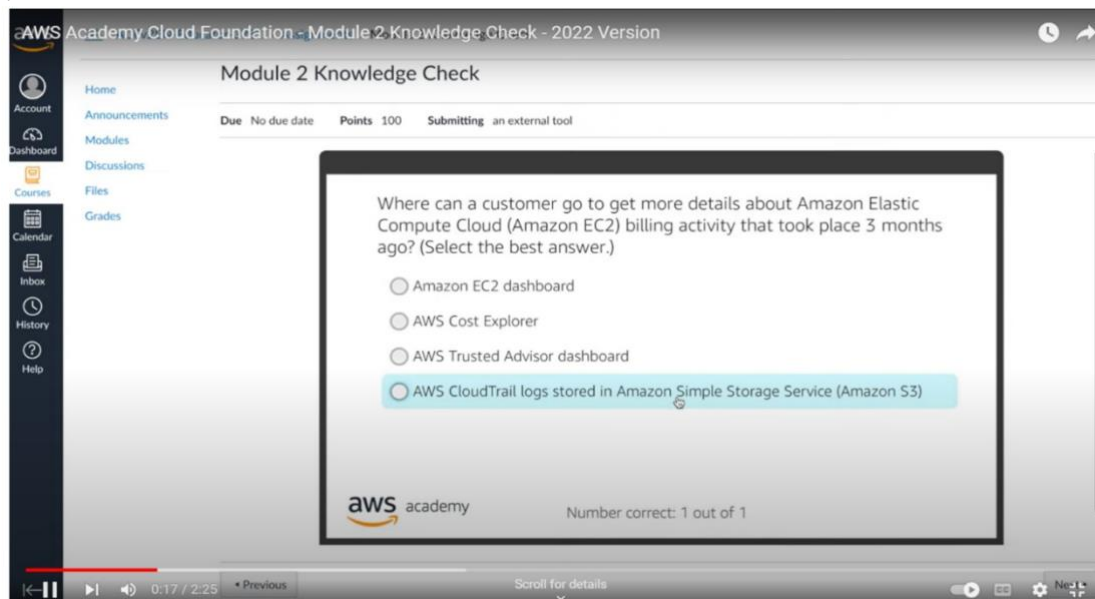 AWS Academy Cloud Foundation - Module 2 Knowledge Check - 2022 Version
aws
Account
Dashboard
Courses
Calendar
Inbox
History
Help
Home
Announcements
Modules
Discussions
Files
Grades
Module 2 Knowledge Check
Due No due date Points 100 Submitting an external tool
Where can a customer go to get more details about Amazon Elastic
Compute Cloud (Amazon EC2) billing activity that took place 3 months
ago? (Select the best answer.)
Amazon EC2 dashboard
AWS Cost Explorer
AWS Trusted Advisor dashboard
AWS CloudTrail logs stored in Amazon Simple Storage Service (Amazon S3)
aws academy
Number correct: 1 out of 1
0:17 / 2:25
Previous
Scroll for details
CC